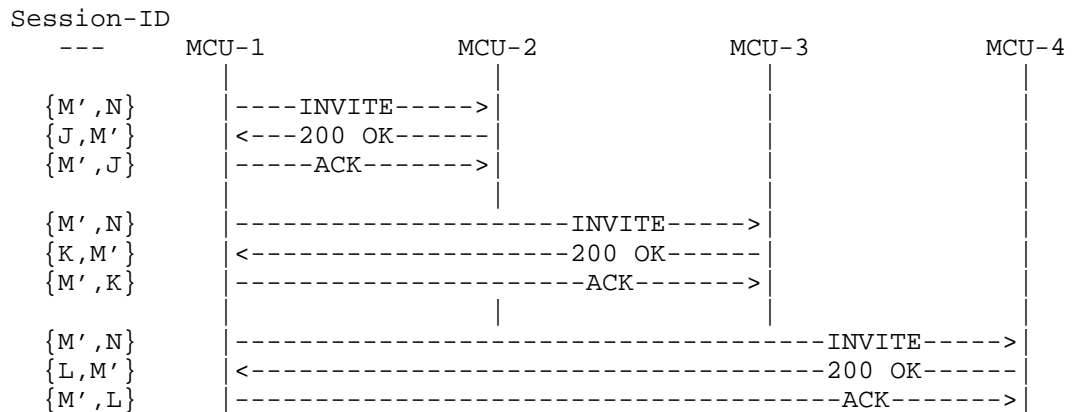 Session-ID
   ---     MCU-1                MCU-2                MCU-3               MCU-4
             |                    |                    |                   |
  {M',N}     |----INVITE----->|                    |                   |
  {J,M'}     |<---200 OK------|                    |                   |
  {M',J}     |-----ACK------->|                    |                   |
             |                    |                    |                   |
  {M',N}     |---------------------INVITE----->|                   |
  {K,M'}     |<--------------------200 OK------|                   |
  {M',K}     |----------------------ACK------->|                   |
             |                    |                    |                   |
  {M',N}     |-------------------------------------INVITE----->|
  {L,M'}     |<------------------------------------200 OK------|
  {M',L}     |--------------------------------------ACK------->|